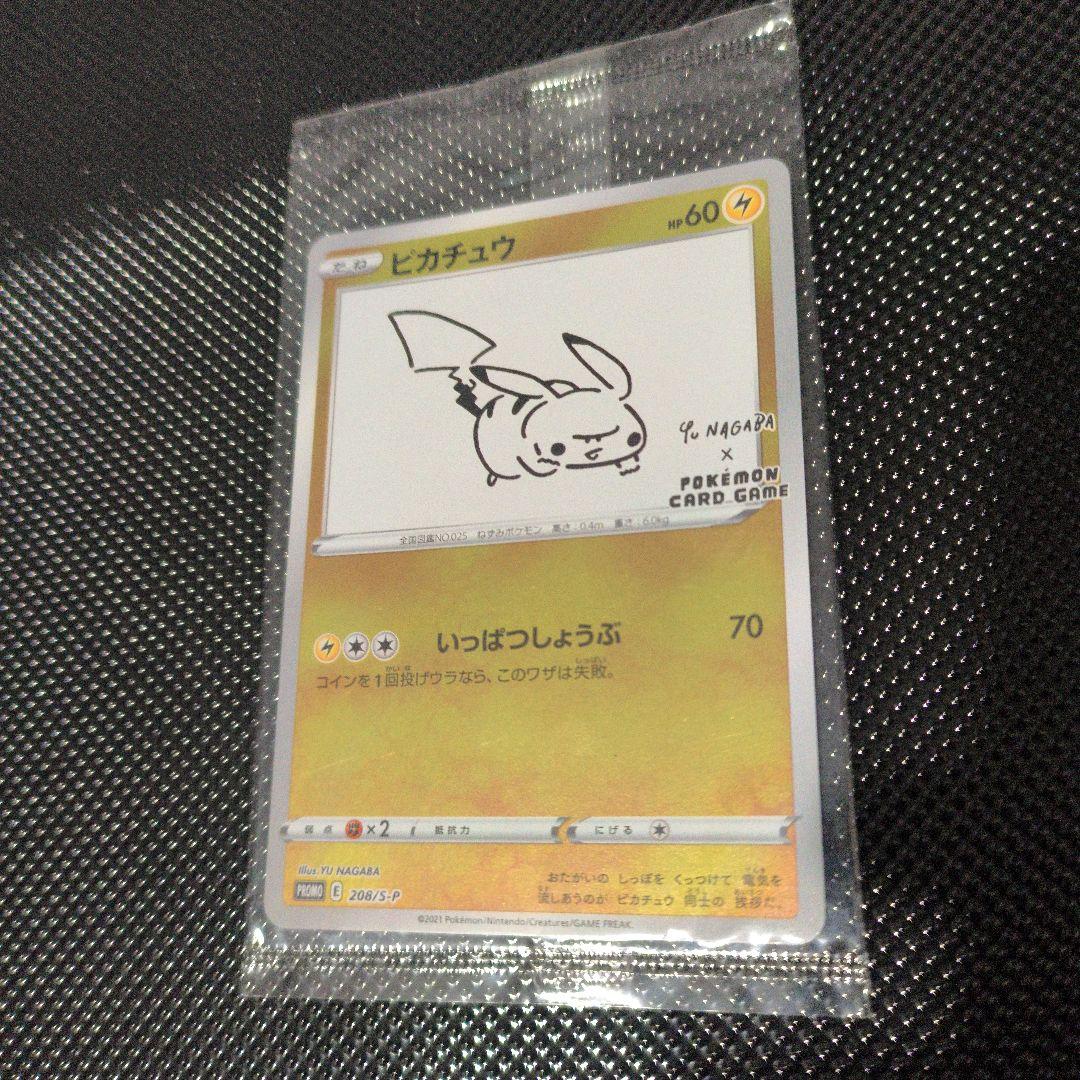 たね ピカチュウ HP60
Yu NAGABA
×
POKÉMON
CARD GAME
全国図鑑NO.025 ねずみポケモン 高さ:0.4m 重さ:6.0kg
いっぱつしょうぶ 70
コインを1回投げウラなら、このワザは失敗。
弱点 ×2 抵抗力 にげる
Illus.YU NAGABA
PROMO E 208/S-P
おたがいの しっぽを くっつけて 電気を
流しあうのが ピカチュウ 同士の 挨拶だ。
©2021 Pokémon/Nintendo/Creatures/GAME FREAK.